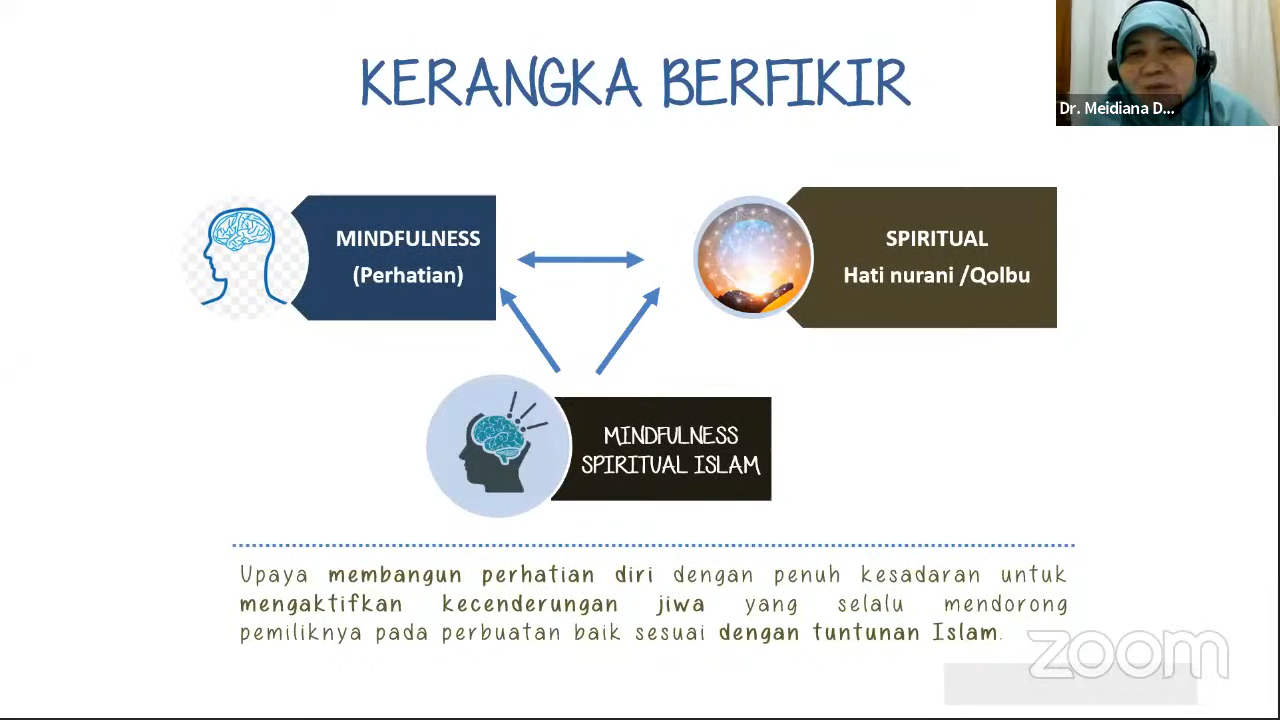 KERANGKA BERFIKIR
Dr. Meidiana D...
MINDFULNESS
(Perhatian)
SPIRITUAL
Hati nurani /Qolbu
MINDFULNESS
SPIRITUAL ISLAM
Upaya membangun perhatian diri dengan penuh kesadaran untuk
mengaktifkan kecenderungan jiwa yang selalu mendorong
pemiliknya pada perbuatan baik sesuai dengan tuntunan Islam.
zoom